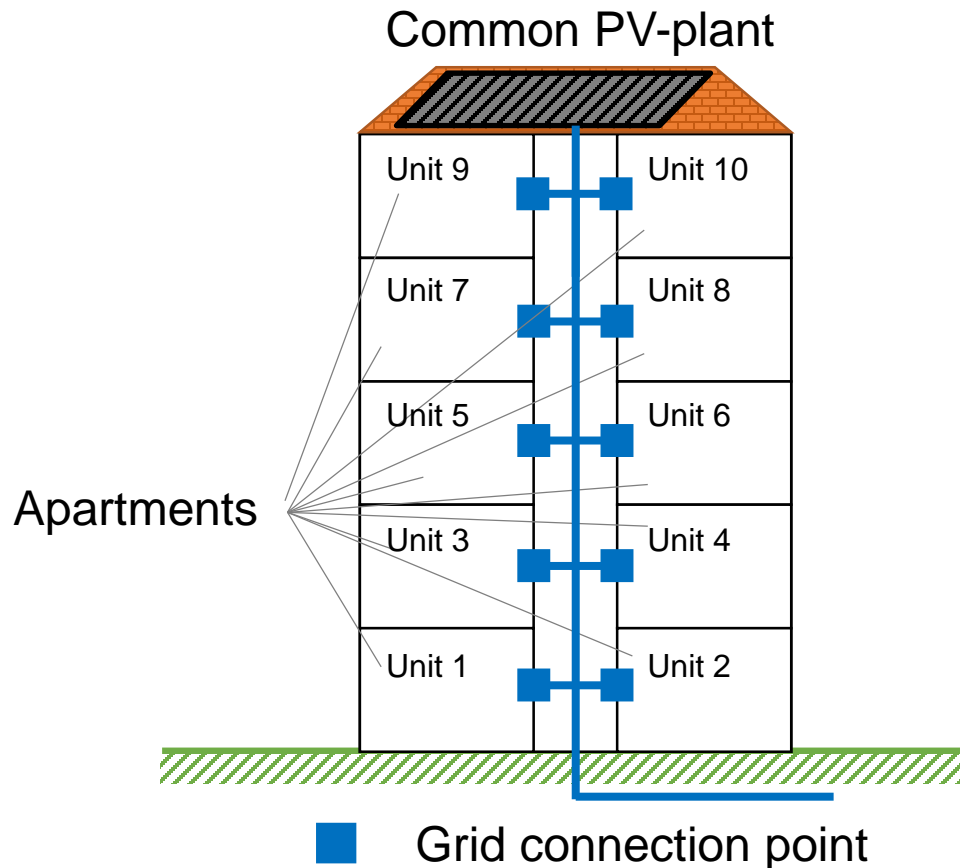 Common PV-plant
Unit 9
Unit 10
Unit 7
Unit 8
Unit 5
Unit 6
Apartments
Unit 3
Unit 4
Unit 1
Unit 2
Grid connection point